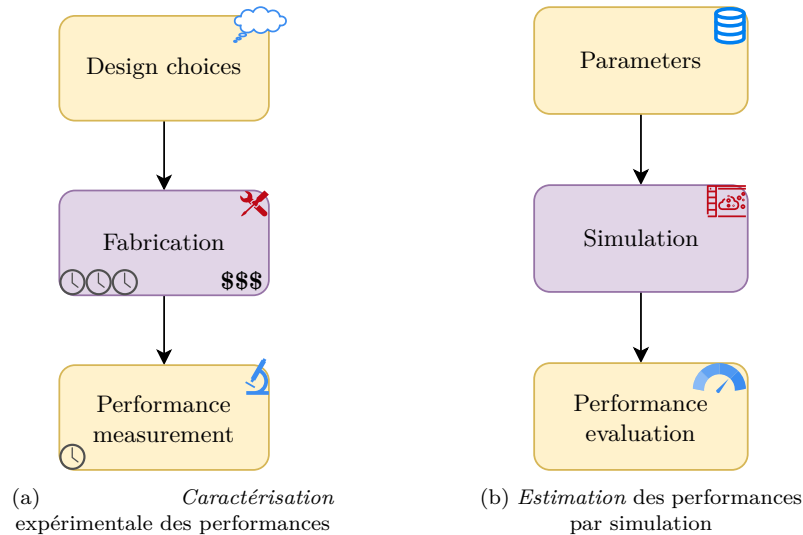 Design choices
Fabrication
$$$
Performance
measurement
(a) Caractérisation
expérimentale des performances
Parameters
Simulation
Performance
evaluation
(b) Estimation des performances
par simulation